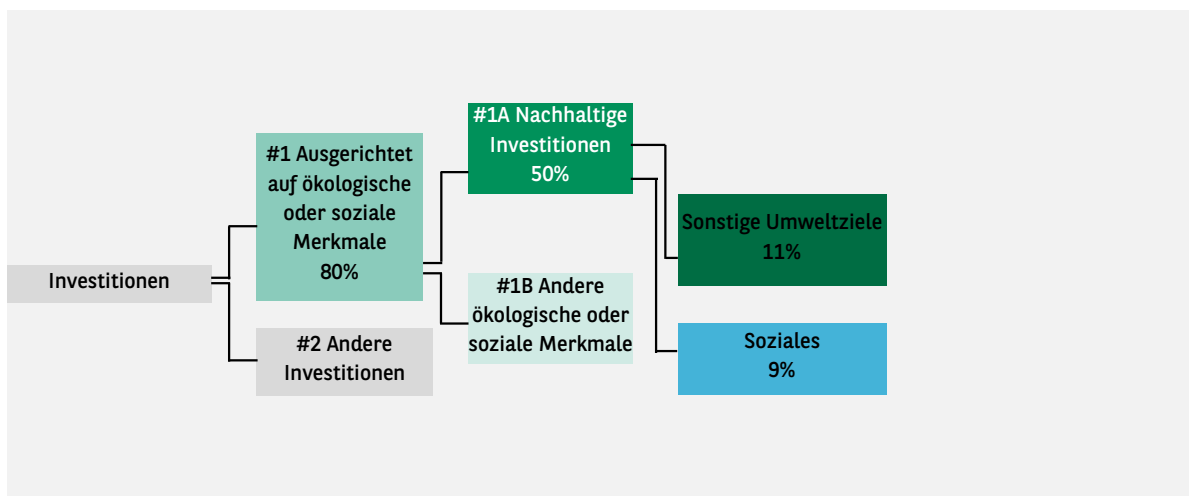 Investitionen
#1 Ausgerichtet
auf ökologische
oder soziale
Merkmale
80%
#2 Andere
Investitionen
#1A Nachhaltige
Investitionen
50%
#1B Andere
ökologische oder
soziale Merkmale
Sonstige Umweltziele
11%
Soziales
9%